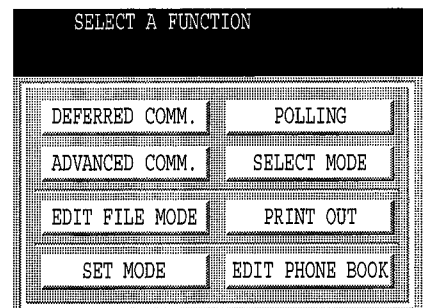 SELECT A FUNCTION
DEFERRED COMM. POLLING
ADVANCED COMM. SELECT MODE
EDIT FILE MODE PRINT OUT
SET MODE EDIT PHONE BOOK